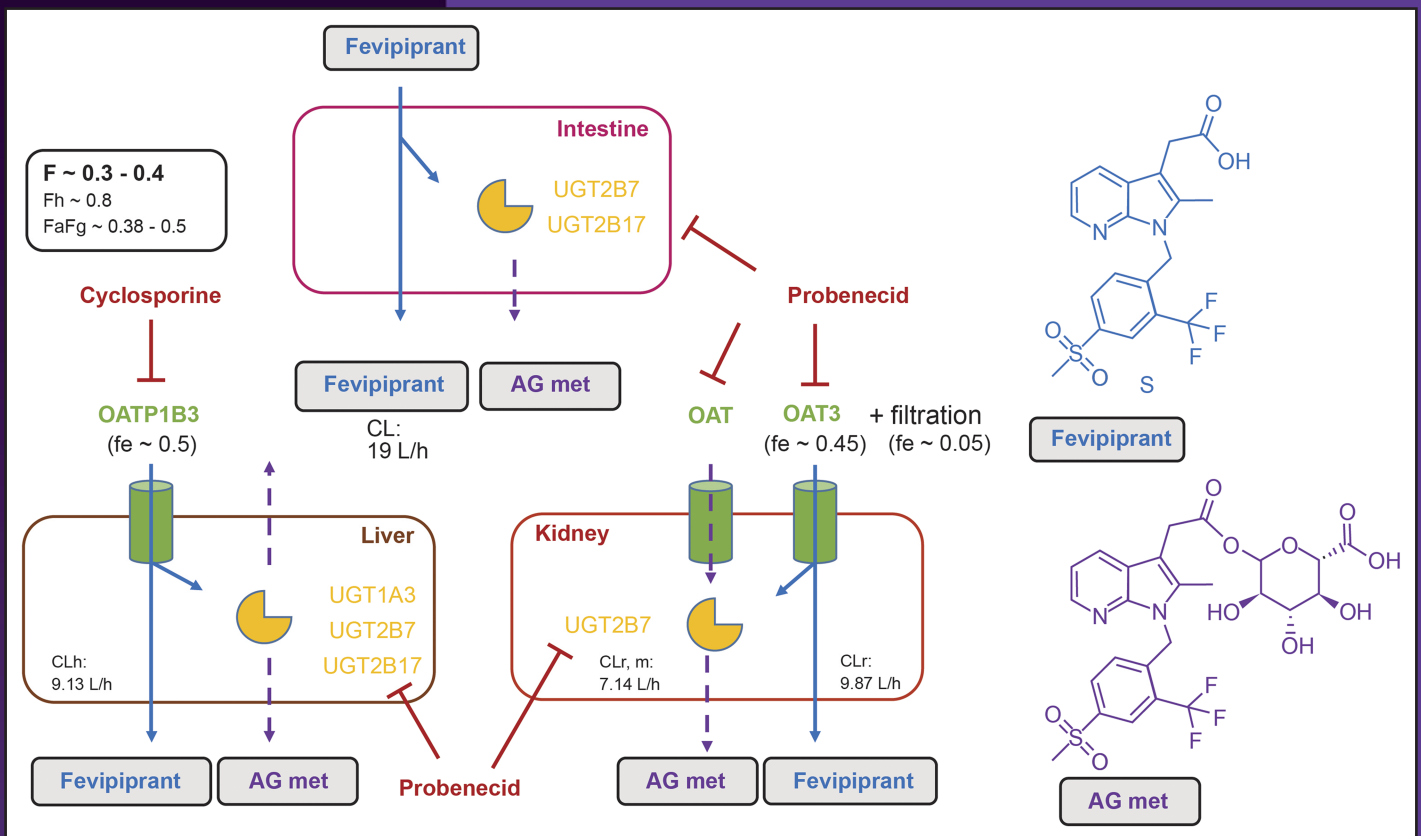 Fevipiprant
Intestine
UGT2B7
UGT2B17
F ~ 0.3 - 0.4
Fh ~ 0.8
FaFg ~ 0.38 - 0.5
Cyclosporine
OATP1B3
(fe ~ 0.5)
Fevipiprant
AG met
CL:
19 L/h
Probenecid
OAT
OAT3
+ filtration
(fe ~ 0.45)
(fe ~ 0.05)
Liver
UGT1A3
UGT2B7
UGT2B17
CLh:
9.13 L/h
Fevipiprant
AG met
Probenecid
Kidney
UGT2B7
CLr, m:
7.14 L/h
CLr:
9.87 L/h
AG met
Fevipiprant
O
OH
N
N
F
F
F
O
S
O
S
Fevipiprant
O
O
O
O
OH
HO
OH
OH
N
N
F
F
F
O
S
O
AG met